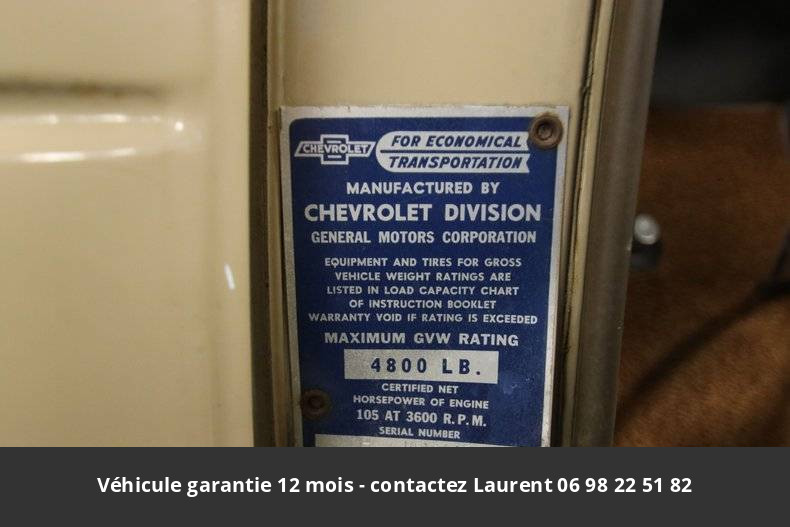 CHEVROLET
FOR ECONOMICAL
TRANSPORTATION
MANUFACTURED BY
CHEVROLET DIVISION
GENERAL MOTORS CORPORATION
EQUIPMENT AND TIRES FOR GROSS
VEHICLE WEIGHT RATINGS ARE
LISTED IN LOAD CAPACITY CHART
OF INSTRUCTION BOOKLET
WARRANTY VOID IF RATING IS EXCEEDED
MAXIMUM GVW RATING
4800 LB.
CERTIFIED NET
HORSEPOWER OF ENGINE
105 AT 3600 R.P.M.
SERIAL NUMBER
Véhicule garantie 12 mois - contactez Laurent 06 98 22 51 82